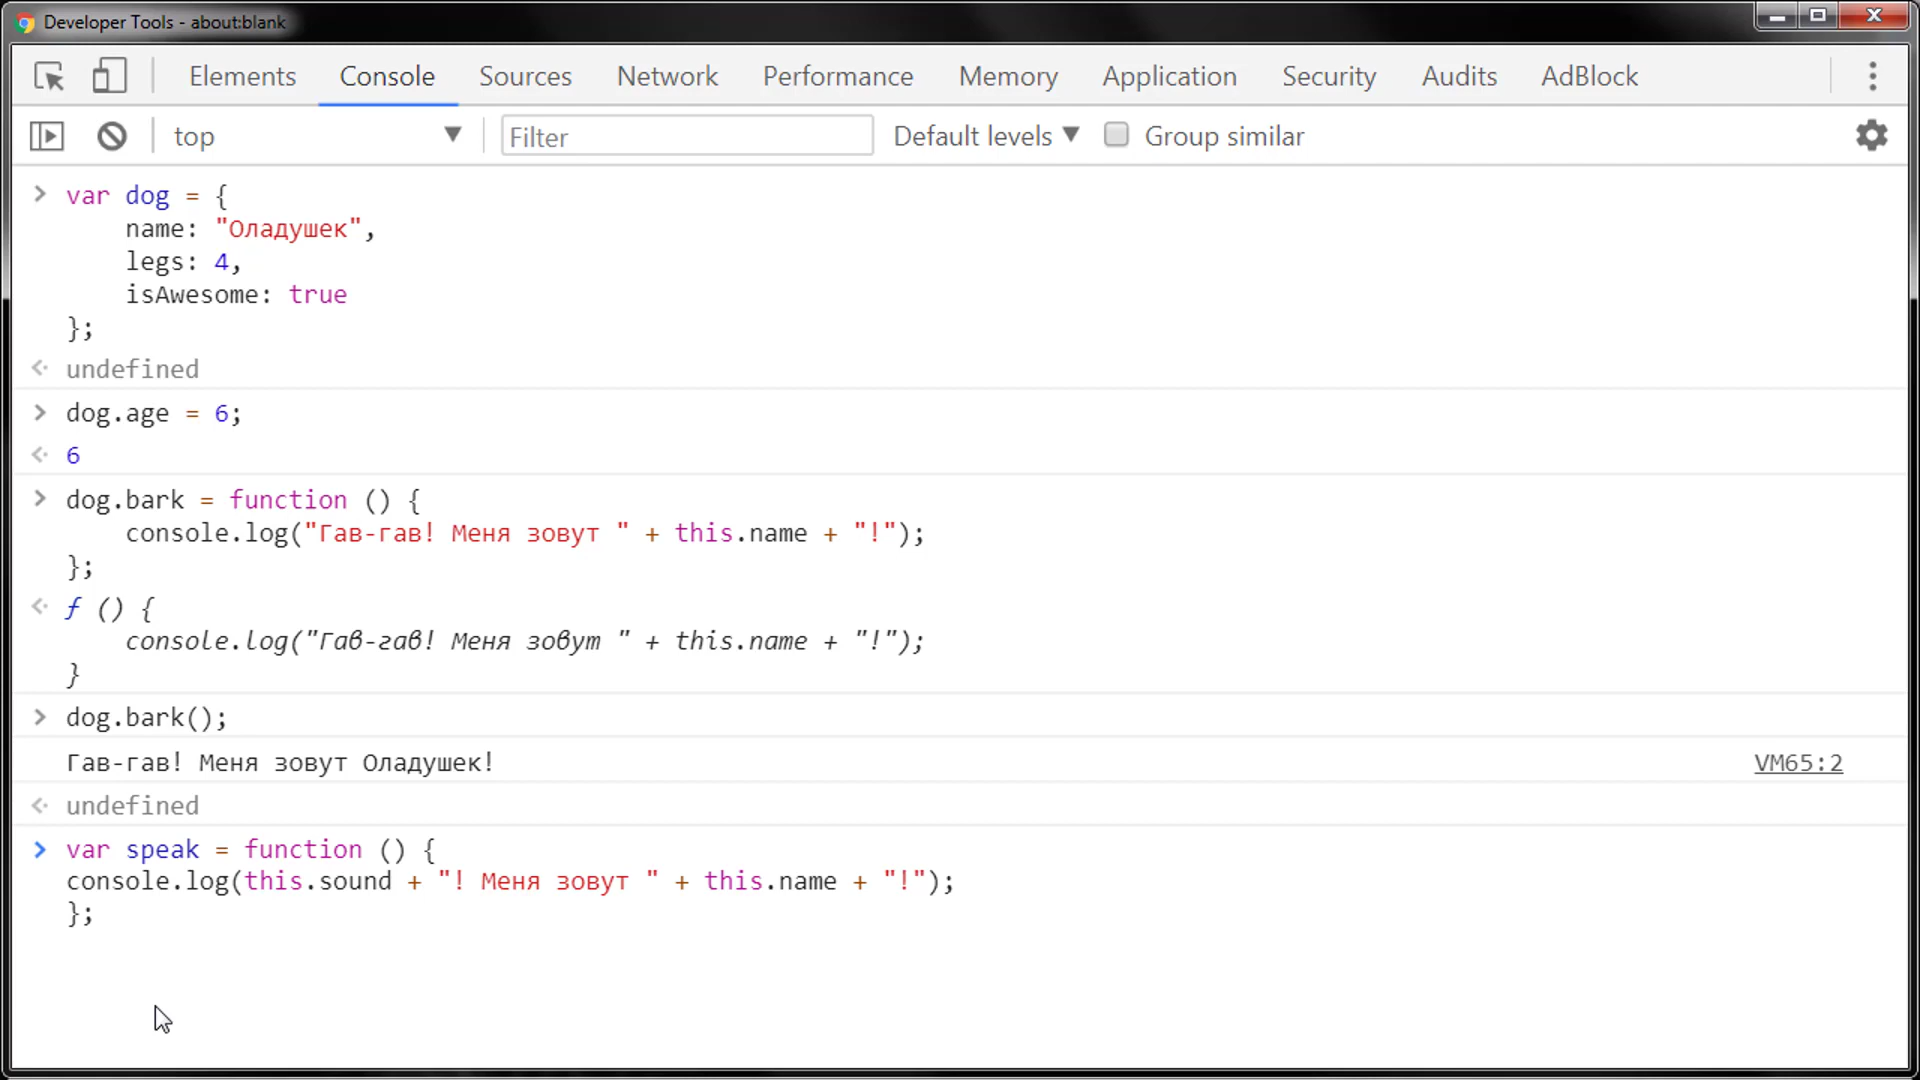 Developer Tools - about:blank
Elements Console Sources Network Performance Memory Application Security Audits AdBlock
top Filter Default levels Group similar
var dog = {
name: "Оладушек",
legs: 4,
isAwesome: true
};
undefined
dog.age = 6;
6
dog.bark = function () {
console.log("Гав-гав! Меня зовут " + this.name + "!");
};
f () {
console.log("Гав-гав! Меня зовут " + this.name + "!");
}
dog.bark();
Гав-гав! Меня зовут Оладушек! VM65:2
undefined
var speak = function () {
console.log(this.sound + "! Меня зовут " + this.name + "!");
};